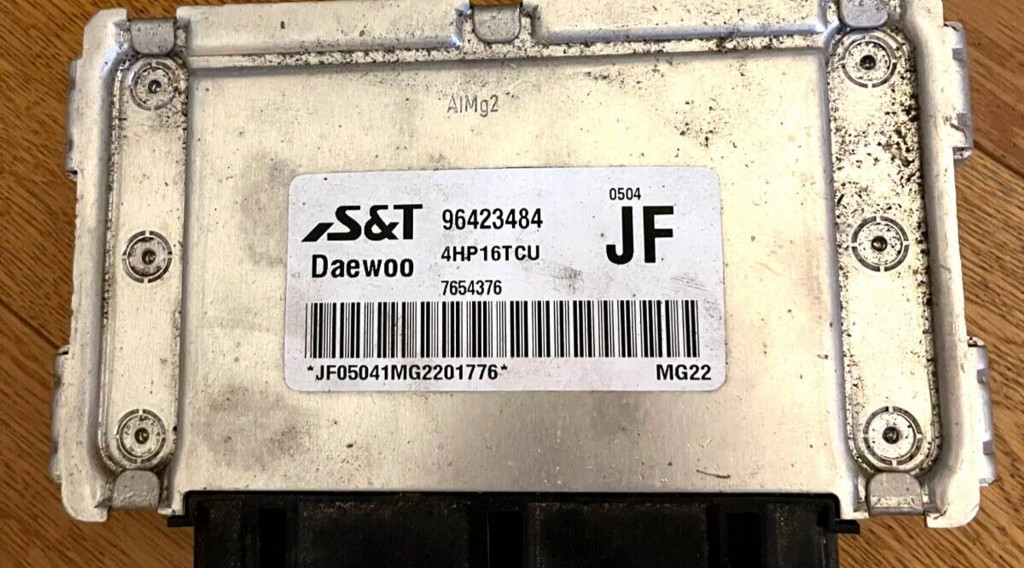 AlMg2
S&T 96423484
0504
JF
Daewoo 4HP16TCU
7654376
*JF05041MG2201776*
MG22